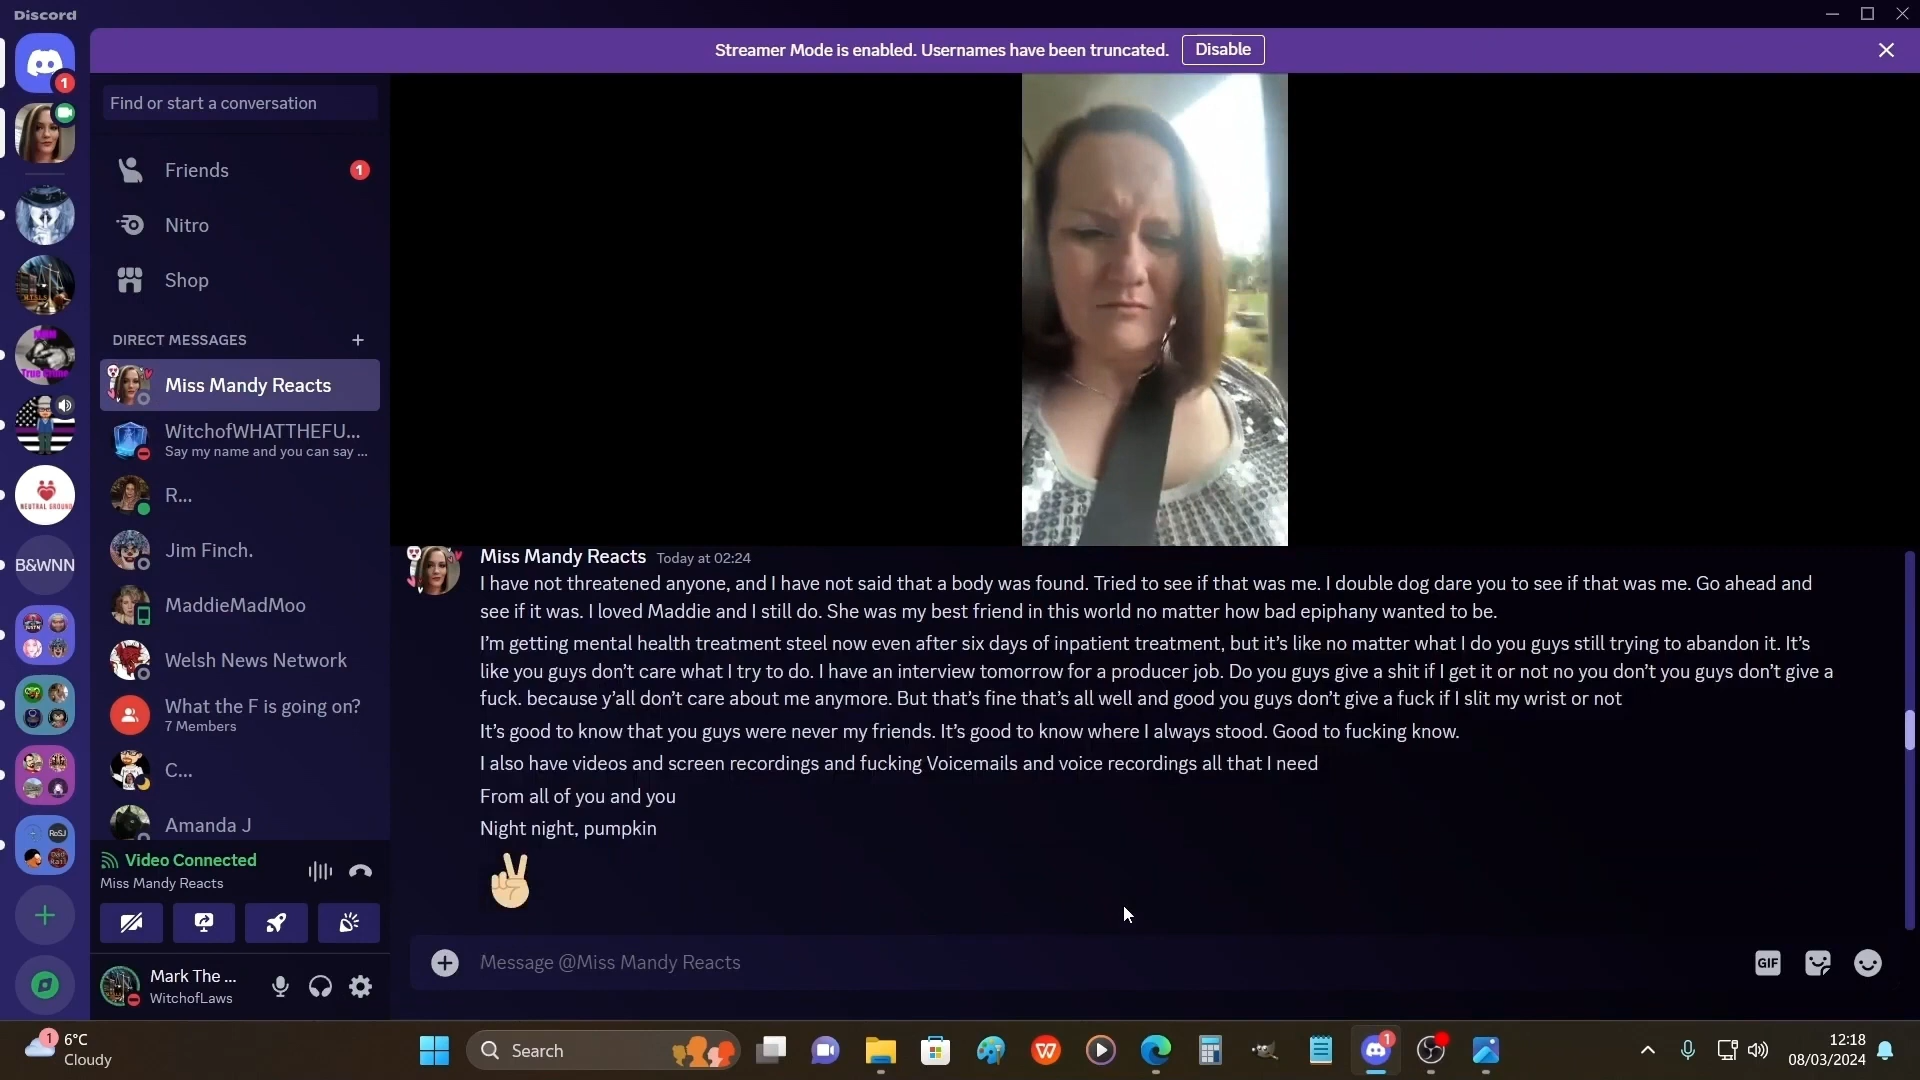 Discord
Streamer Mode is enabled. Usernames have been truncated.
Disable
1
Find or start a conversation
Friends
1
Nitro
Shop
DIRECT MESSAGES
Miss Mandy Reacts
WitchofWHATTHEFU...
Say my name and you can say ...
R...
Jim Finch.
MaddieMadMoo
Welsh News Network
What the F is going on?
7 Members
C...
Amanda J
True Crime
NEUTRAL GROUND
B&WNN
RoSJ
Video Connected
Miss Mandy Reacts
Mark The ...
WitchofLaws
Miss Mandy Reacts Today at 02:24
I have not threatened anyone, and I have not said that a body was found. Tried to see if that was me. I double dog dare you to see if that was me. Go ahead and
see if it was. I loved Maddie and I still do. She was my best friend in this world no matter how bad epiphany wanted to be.
I'm getting mental health treatment steel now even after six days of inpatient treatment, but it's like no matter what I do you guys still trying to abandon it. It's
like you guys don't care what I try to do. I have an interview tomorrow for a producer job. Do you guys give a shit if I get it or not no you don't you guys don't give a
fuck. because y'all don't care about me anymore. But that's fine that's all well and good you guys don't give a fuck if I slit my wrist or not
It's good to know that you guys were never my friends. It's good to know where I always stood. Good to fucking know.
I also have videos and screen recordings and fucking Voicemails and voice recordings all that I need
From all of you and you
Night night, pumpkin
Message @Miss Mandy Reacts
GIF
1
6°C
Cloudy
Search
1
12:18
08/03/2024